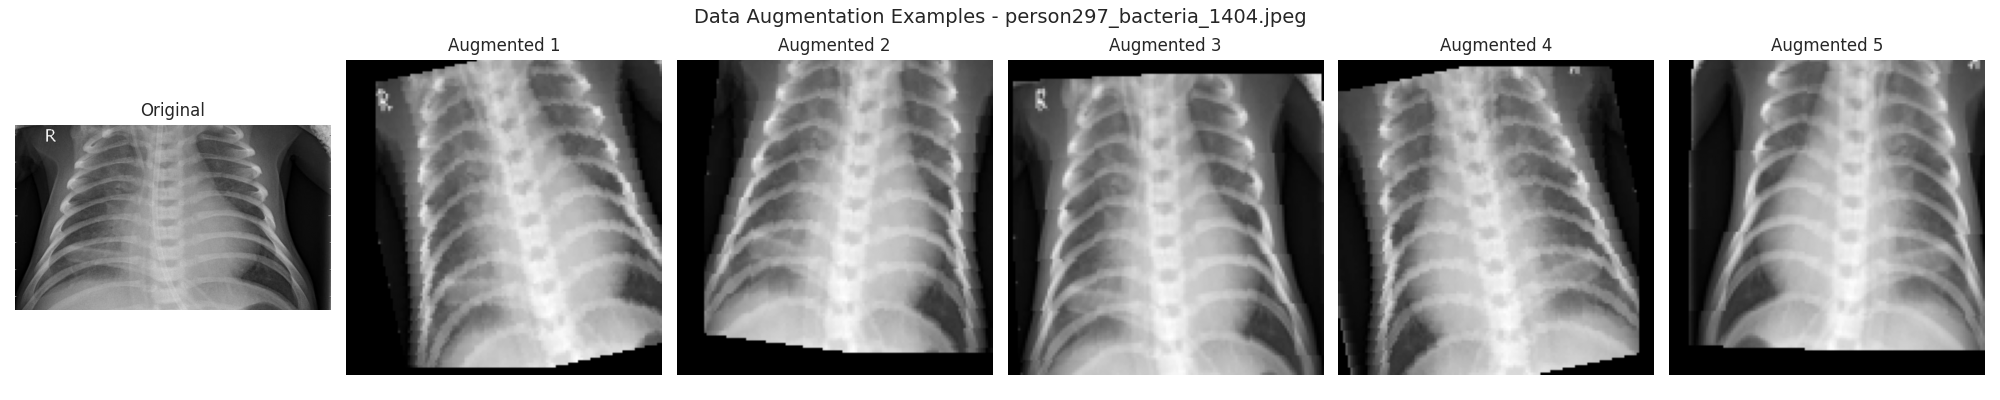 Data Augmentation Examples - person297_bacteria_1404.jpeg
Original
Augmented 1
Augmented 2
Augmented 3
Augmented 4
Augmented 5
R
R
R